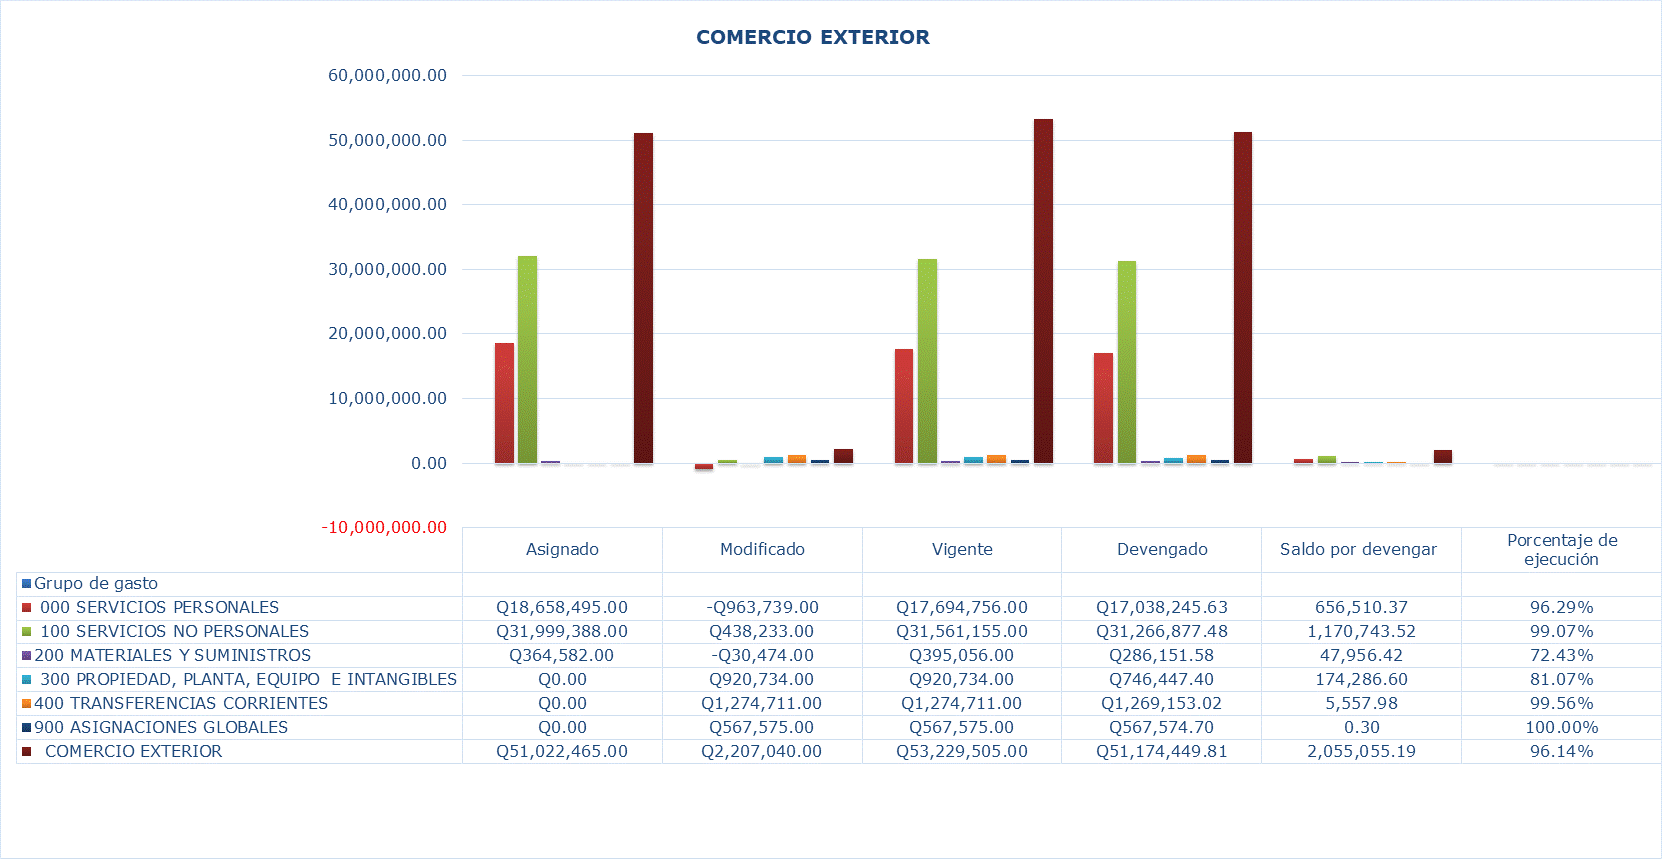 COMERCIO EXTERIOR
60,000,000.00
50,000,000.00
40,000,000.00
30,000,000.00
20,000,000.00
10,000,000.00
0.00
-10,000,000.00
Asignado Modificado Vigente Devengado Saldo por devengar Porcentaje de ejecución
Grupo de gasto
000 SERVICIOS PERSONALES Q18,658,495.00 -Q963,739.00 Q17,694,756.00 Q17,038,245.63 656,510.37 96.29%
100 SERVICIOS NO PERSONALES Q31,999,388.00 Q438,233.00 Q31,561,155.00 Q31,266,877.48 1,170,743.52 99.07%
200 MATERIALES Y SUMINISTROS Q364,582.00 -Q30,474.00 Q395,056.00 Q286,151.58 47,956.42 72.43%
300 PROPIEDAD, PLANTA, EQUIPO E INTANGIBLES Q0.00 Q920,734.00 Q920,734.00 Q746,447.40 174,286.60 81.07%
400 TRANSFERENCIAS CORRIENTES Q0.00 Q1,274,711.00 Q1,274,711.00 Q1,269,153.02 5,557.98 99.56%
900 ASIGNACIONES GLOBALES Q0.00 Q567,575.00 Q567,575.00 Q567,574.70 0.30 100.00%
COMERCIO EXTERIOR Q51,022,465.00 Q2,207,040.00 Q53,229,505.00 Q51,174,449.81 2,055,055.19 96.14%